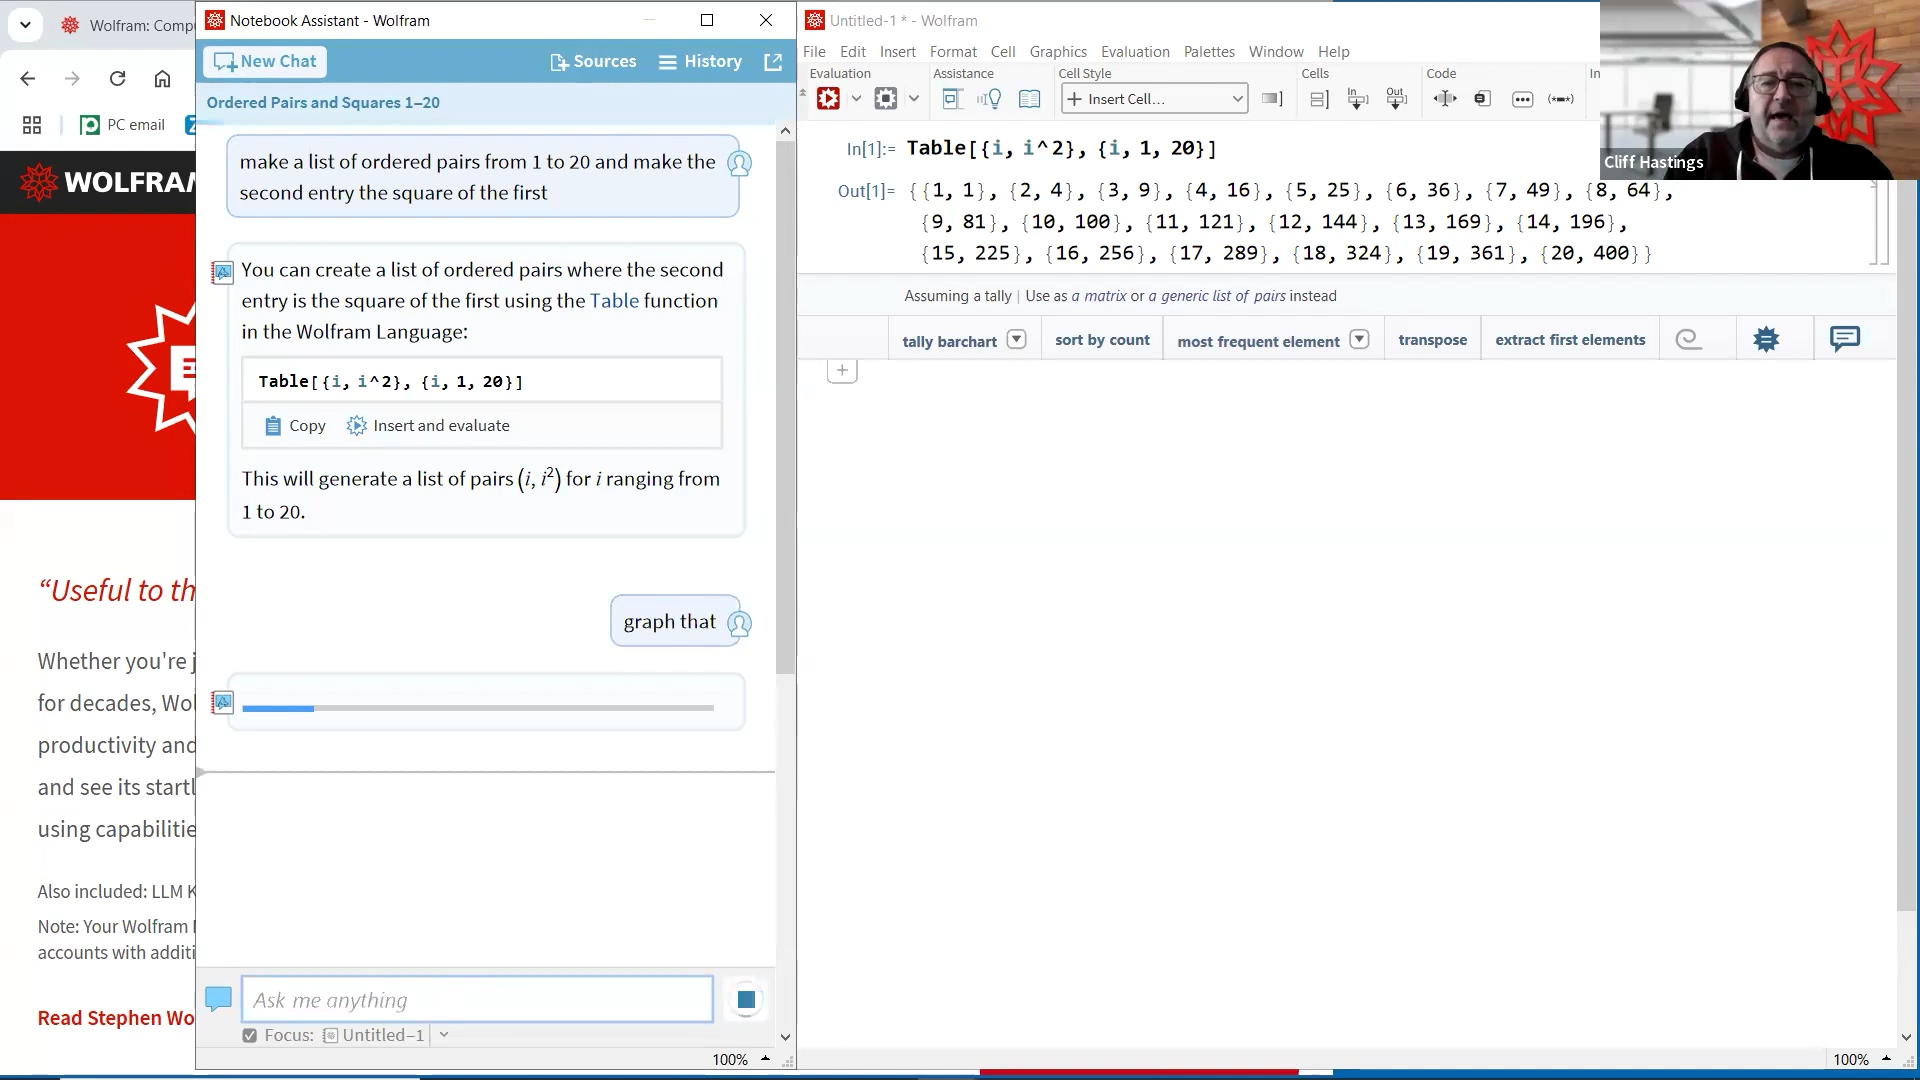 Wolfram: Compu
PC email
WOLFRAM
“Useful to th
Whether you're j
for decades, Wol
productivity and
and see its startl
using capabilitie
Also included: LLM K
Note: Your Wolfram
accounts with additi
Read Stephen Wo
Notebook Assistant - Wolfram
New Chat
Sources
History
Ordered Pairs and Squares 1–20
make a list of ordered pairs from 1 to 20 and make the
second entry the square of the first
You can create a list of ordered pairs where the second
entry is the square of the first using the Table function
in the Wolfram Language:
Table[{i, i^2}, {i, 1, 20}]
Copy
Insert and evaluate
This will generate a list of pairs (i, i²) for i ranging from
1 to 20.
graph that
Ask me anything
Focus: Untitled–1
100%
Untitled-1 * - Wolfram
File Edit Insert Format Cell Graphics Evaluation Palettes Window Help
Evaluation Assistance Cell Style Cells Code In
Insert Cell...
In Out
In[1]:= Table[{i, i^2}, {i, 1, 20}]
Out[1]= {{1, 1}, {2, 4}, {3, 9}, {4, 16}, {5, 25}, {6, 36}, {7, 49}, {8, 64},
{9, 81}, {10, 100}, {11, 121}, {12, 144}, {13, 169}, {14, 196},
{15, 225}, {16, 256}, {17, 289}, {18, 324}, {19, 361}, {20, 400}}
Assuming a tally | Use as a matrix or a generic list of pairs instead
tally barchart
sort by count
most frequent element
transpose
extract first elements
100%
Cliff Hastings